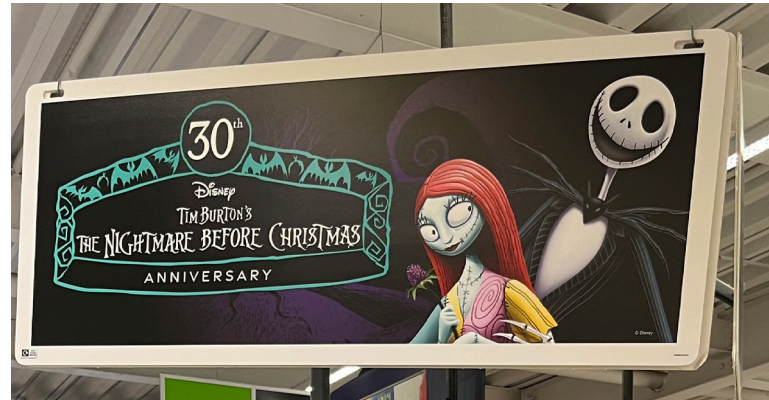 30th
Disney
TIM BURTON'S
THE NIGHTMARE BEFORE CHRISTMAS
ANNIVERSARY
© Disney